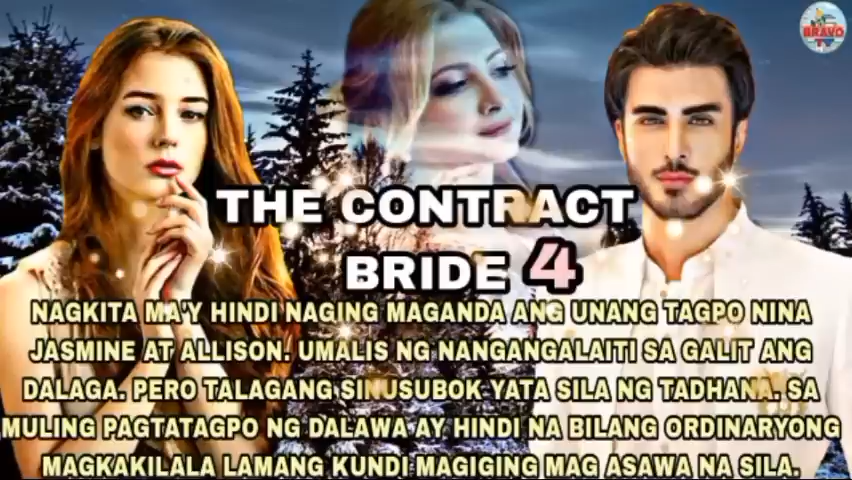 BRAVO
THE CONTRACT
BRIDE 4
NAGKITA MA'Y HINDI NAGING MAGANDA ANG UNANG TAGPO NINA
JASMINE AT ALLISON. UMALIS NG NANGANGALAITI SA GALIT ANG
DALAGA. PERO TALAGANG SINUSUBOK YATA SILA NG TADHANA. SA
MULING PAGTATAGPO NG DALAWA AY HINDI NA BILANG ORDINARYONG
MAGKAKILALA LAMANG KUNDI MAGIGING MAG ASAWA NA SILA.